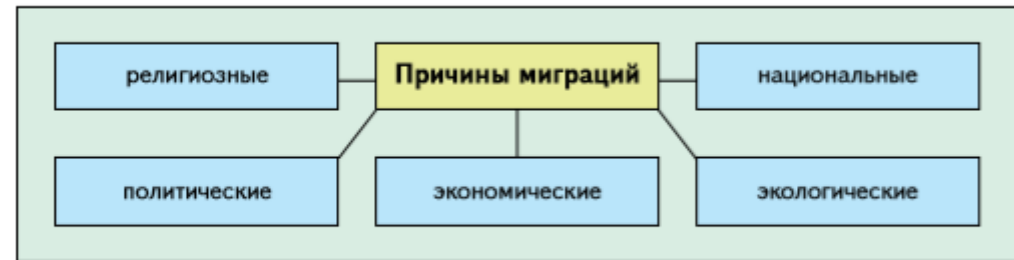 религиозные
Причины миграций
национальные
политические
экономические
экологические